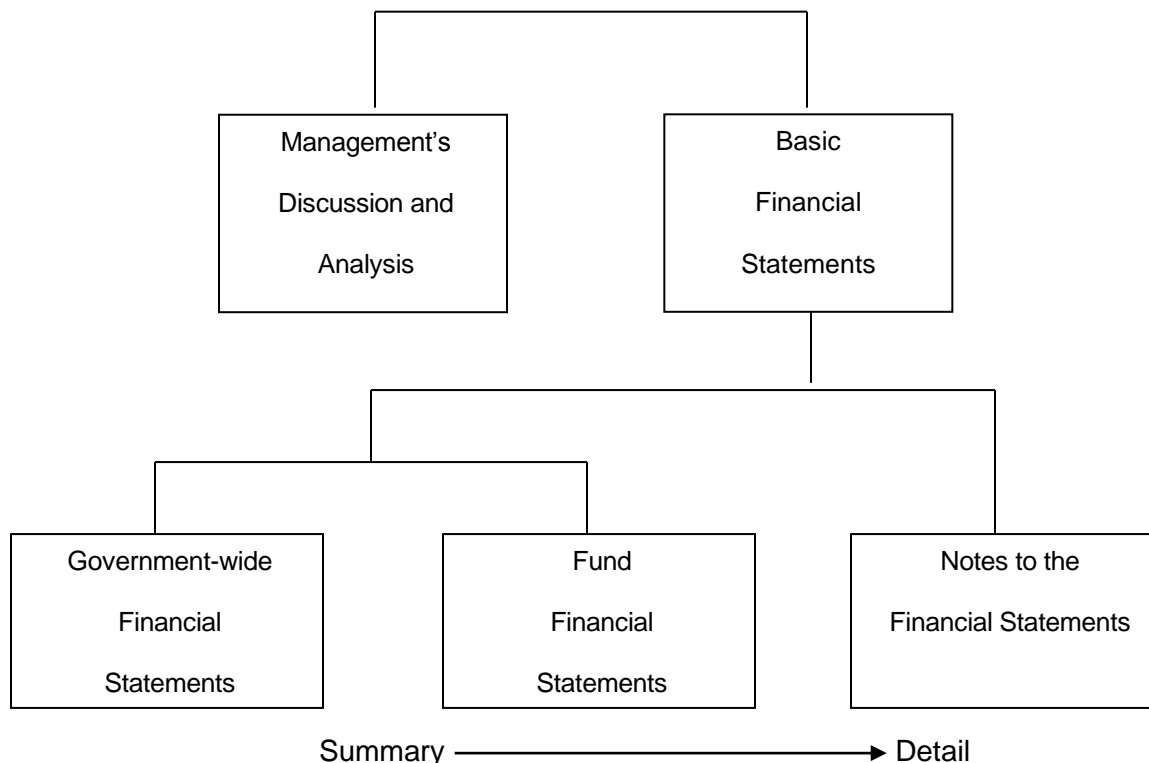 Management’s
Discussion and
Analysis
Basic
Financial
Statements
Government-wide
Financial
Statements
Fund
Financial
Statements
Notes to the
Financial Statements
Summary
Detail